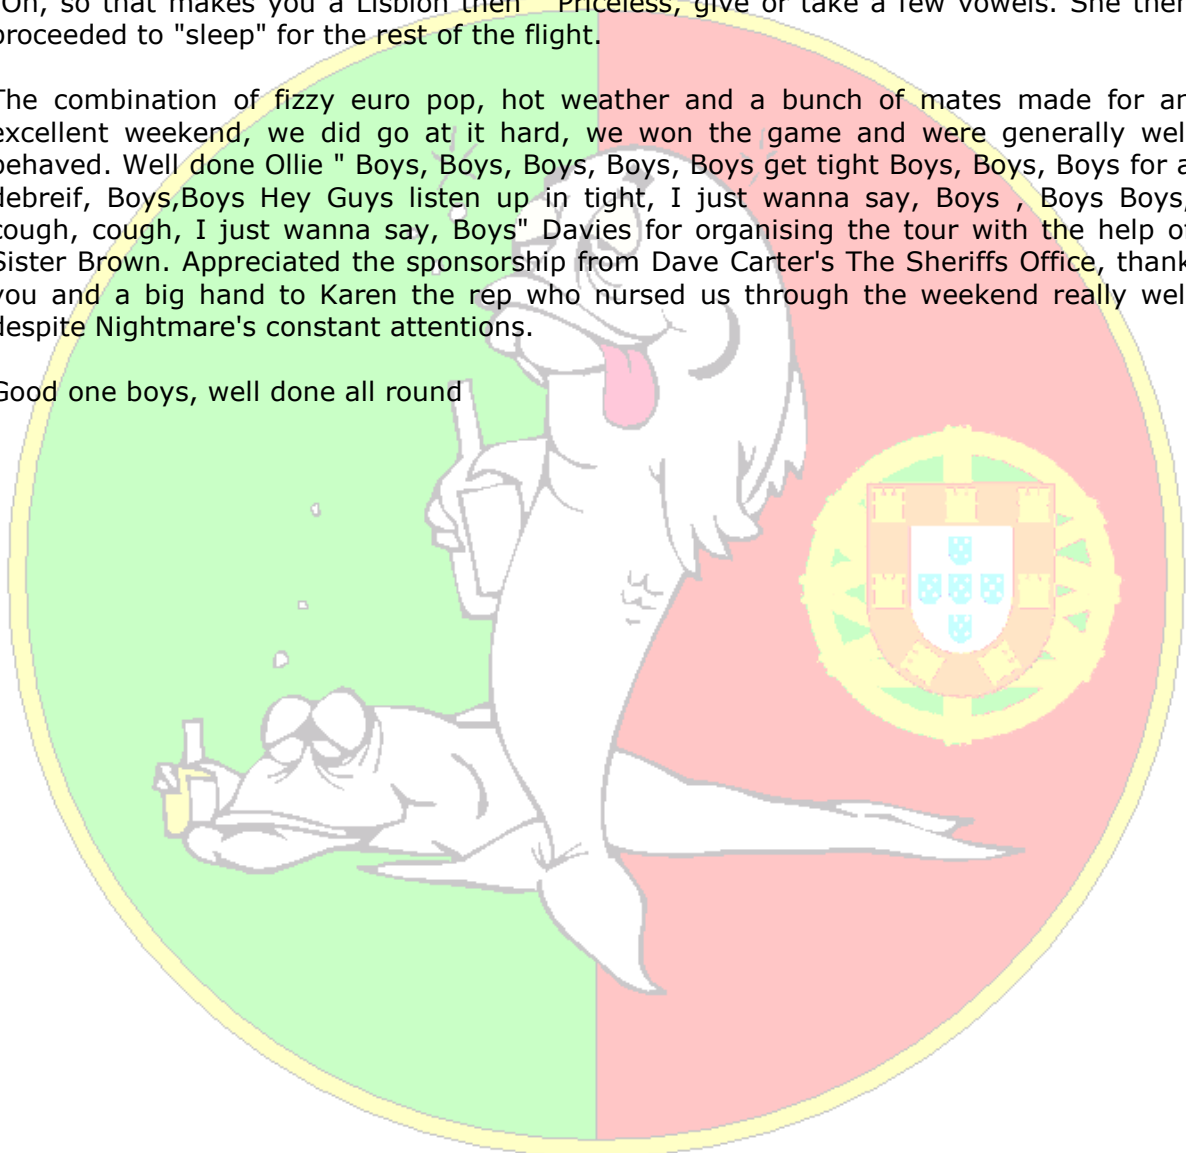 "Oh, so that makes you a Lisbion then " Priceless, give or take a few vowels. She then
proceeded to "sleep" for the rest of the flight.
The combination of fizzy euro pop, hot weather and a bunch of mates made for an
excellent weekend, we did go at it hard, we won the game and were generally well
behaved. Well done Ollie " Boys, Boys, Boys, Boys, Boys get tight Boys, Boys, Boys for a
debreif, Boys,Boys Hey Guys listen up in tight, I just wanna say, Boys , Boys Boys,
cough, cough, I just wanna say, Boys" Davies for organising the tour with the help of
Sister Brown. Appreciated the sponsorship from Dave Carter's The Sheriffs Office, thank
you and a big hand to Karen the rep who nursed us through the weekend really well
despite Nightmare's constant attentions.
Good one boys, well done all round